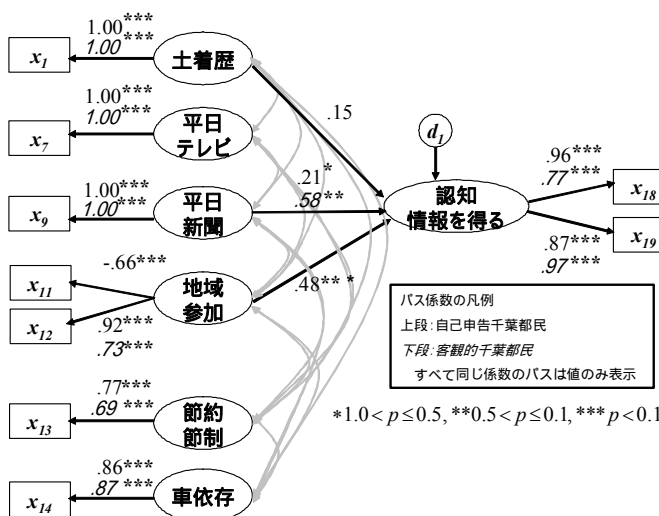 1.00***
1.00***
x1
土着歴
.15
1.00***
1.00***
x7
平日
テレビ
d1
.96***
.77***
x18
1.00***
1.00***
x9
平日
新聞
.21*
.58**
認知
情報を得る
.87***
.97***
x19
-.66***
x11
x12
地域
参加
.48***
.92***
.73***
パス係数の凡例
上段:自己申告千葉都民
下段:客観的千葉都民
すべて同じ係数のパスは値のみ表示
.77***
.69***
x13
節約
節制
*1.0< p≤0.5, **0.5< p≤0.1, *** p<0.1
.86***
.87***
x14
車依存